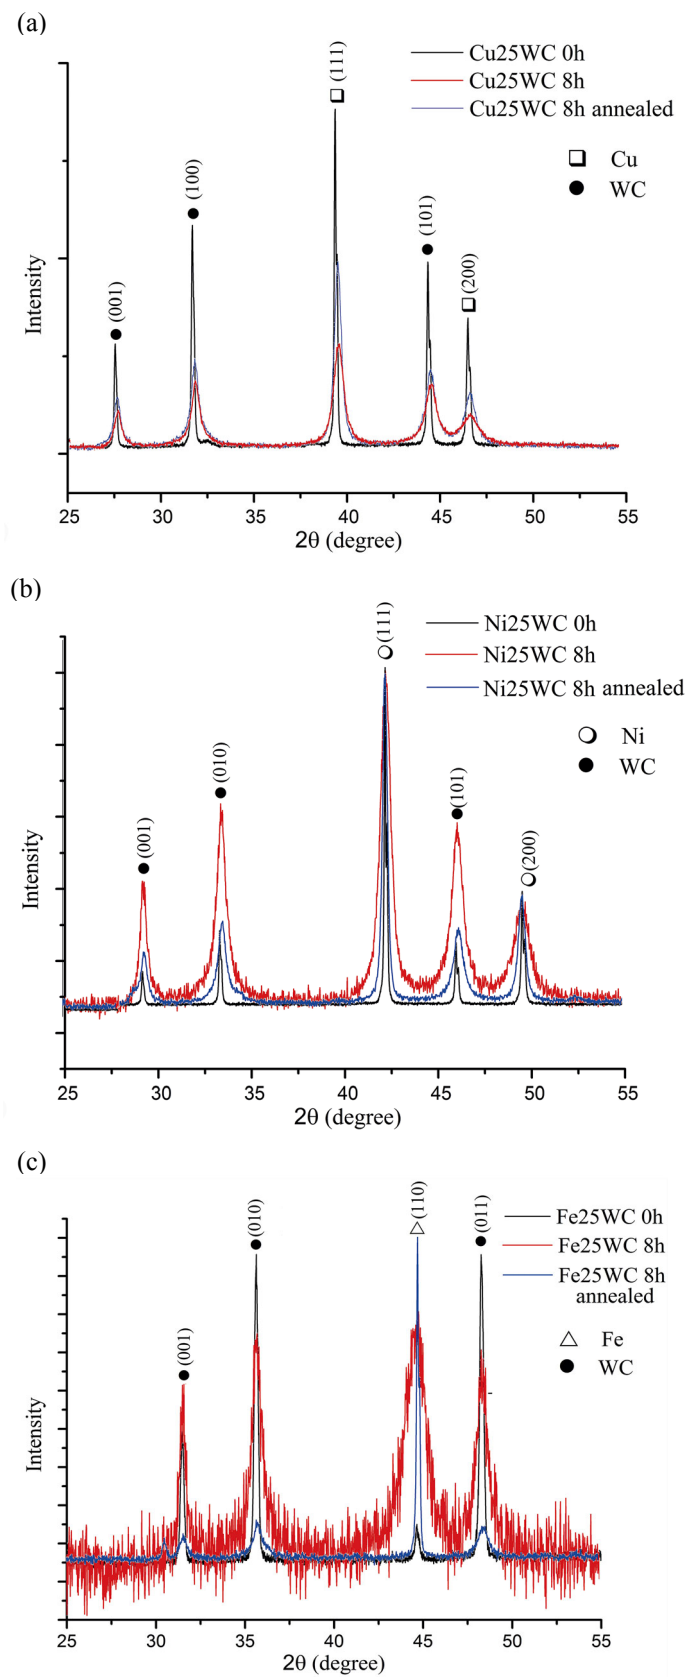 (a)
Cu25WC 0h
Cu25WC 8h
Cu25WC 8h annealed
Cu
WC
(001)
(100)
(111)
(101)
(200)
Intensity
25 30 35 40 45 50 55
2θ (degree)
(b)
Ni25WC 0h
Ni25WC 8h
Ni25WC 8h annealed
Ni
WC
(001)
(010)
(111)
(101)
(200)
Intensity
25 30 35 40 45 50 55
2θ (degree)
(c)
Fe25WC 0h
Fe25WC 8h
Fe25WC 8h
annealed
Fe
WC
(001)
(010)
(110)
(011)
Intensity
25 30 35 40 45 50 55
2θ (degree)